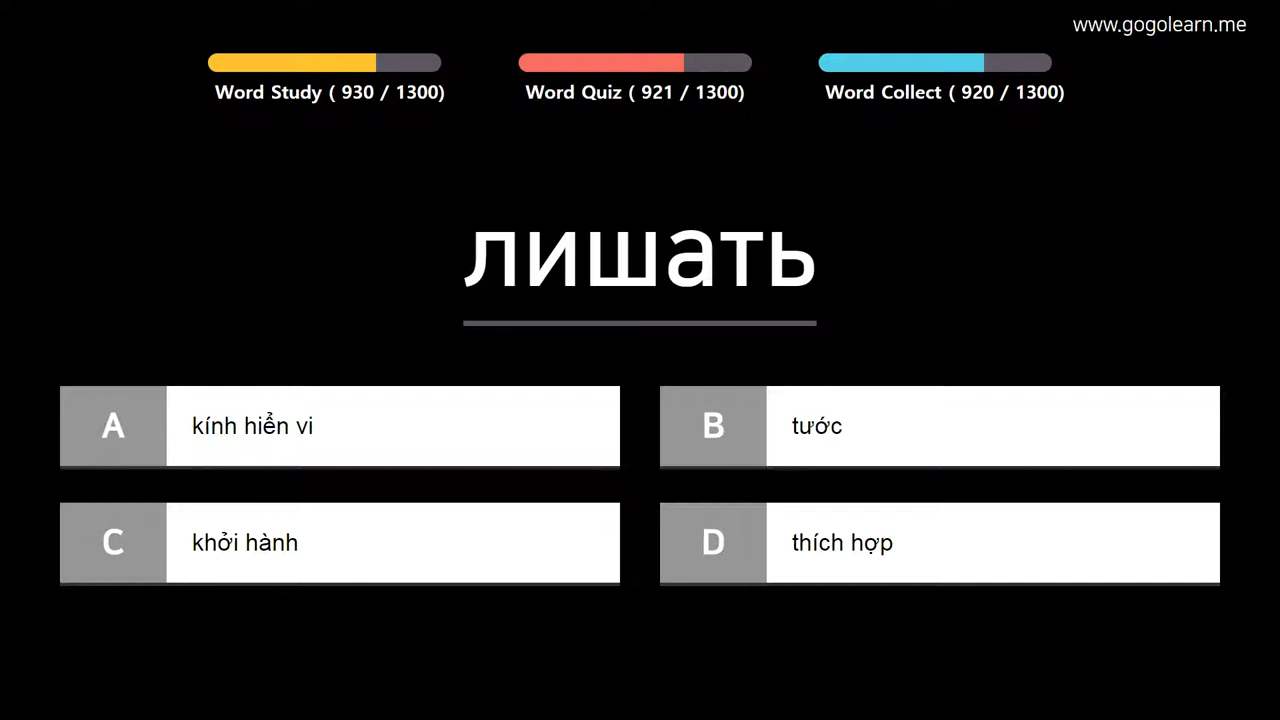 www.gogolearn.me
Word Study ( 930 / 1300)
Word Quiz ( 921 / 1300)
Word Collect ( 920 / 1300)
лишать
A kính hiển vi
B tước
C khởi hành
D thích hợp